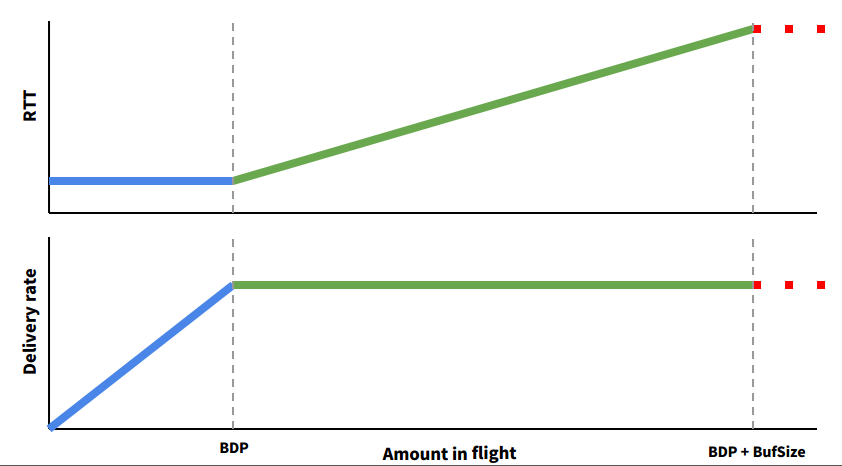 RTT
Delivery rate
BDP
Amount in flight
BDP + BufSize